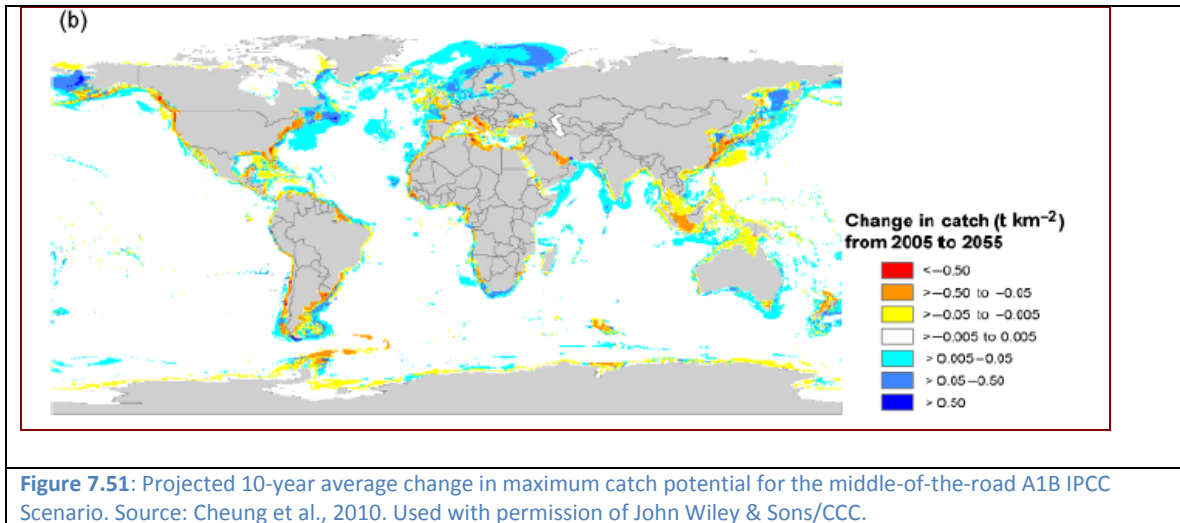 (b)
Change in catch (t km⁻²)
from 2005 to 2055
<−0.50
>−0.50 to −0.05
>−0.05 to −0.005
>−0.005 to 0.005
> 0.005−0.05
> 0.05−0.50
> 0.50
Figure 7.51: Projected 10-year average change in maximum catch potential for the middle-of-the-road A1B IPCC
Scenario. Source: Cheung et al., 2010. Used with permission of John Wiley & Sons/CCC.